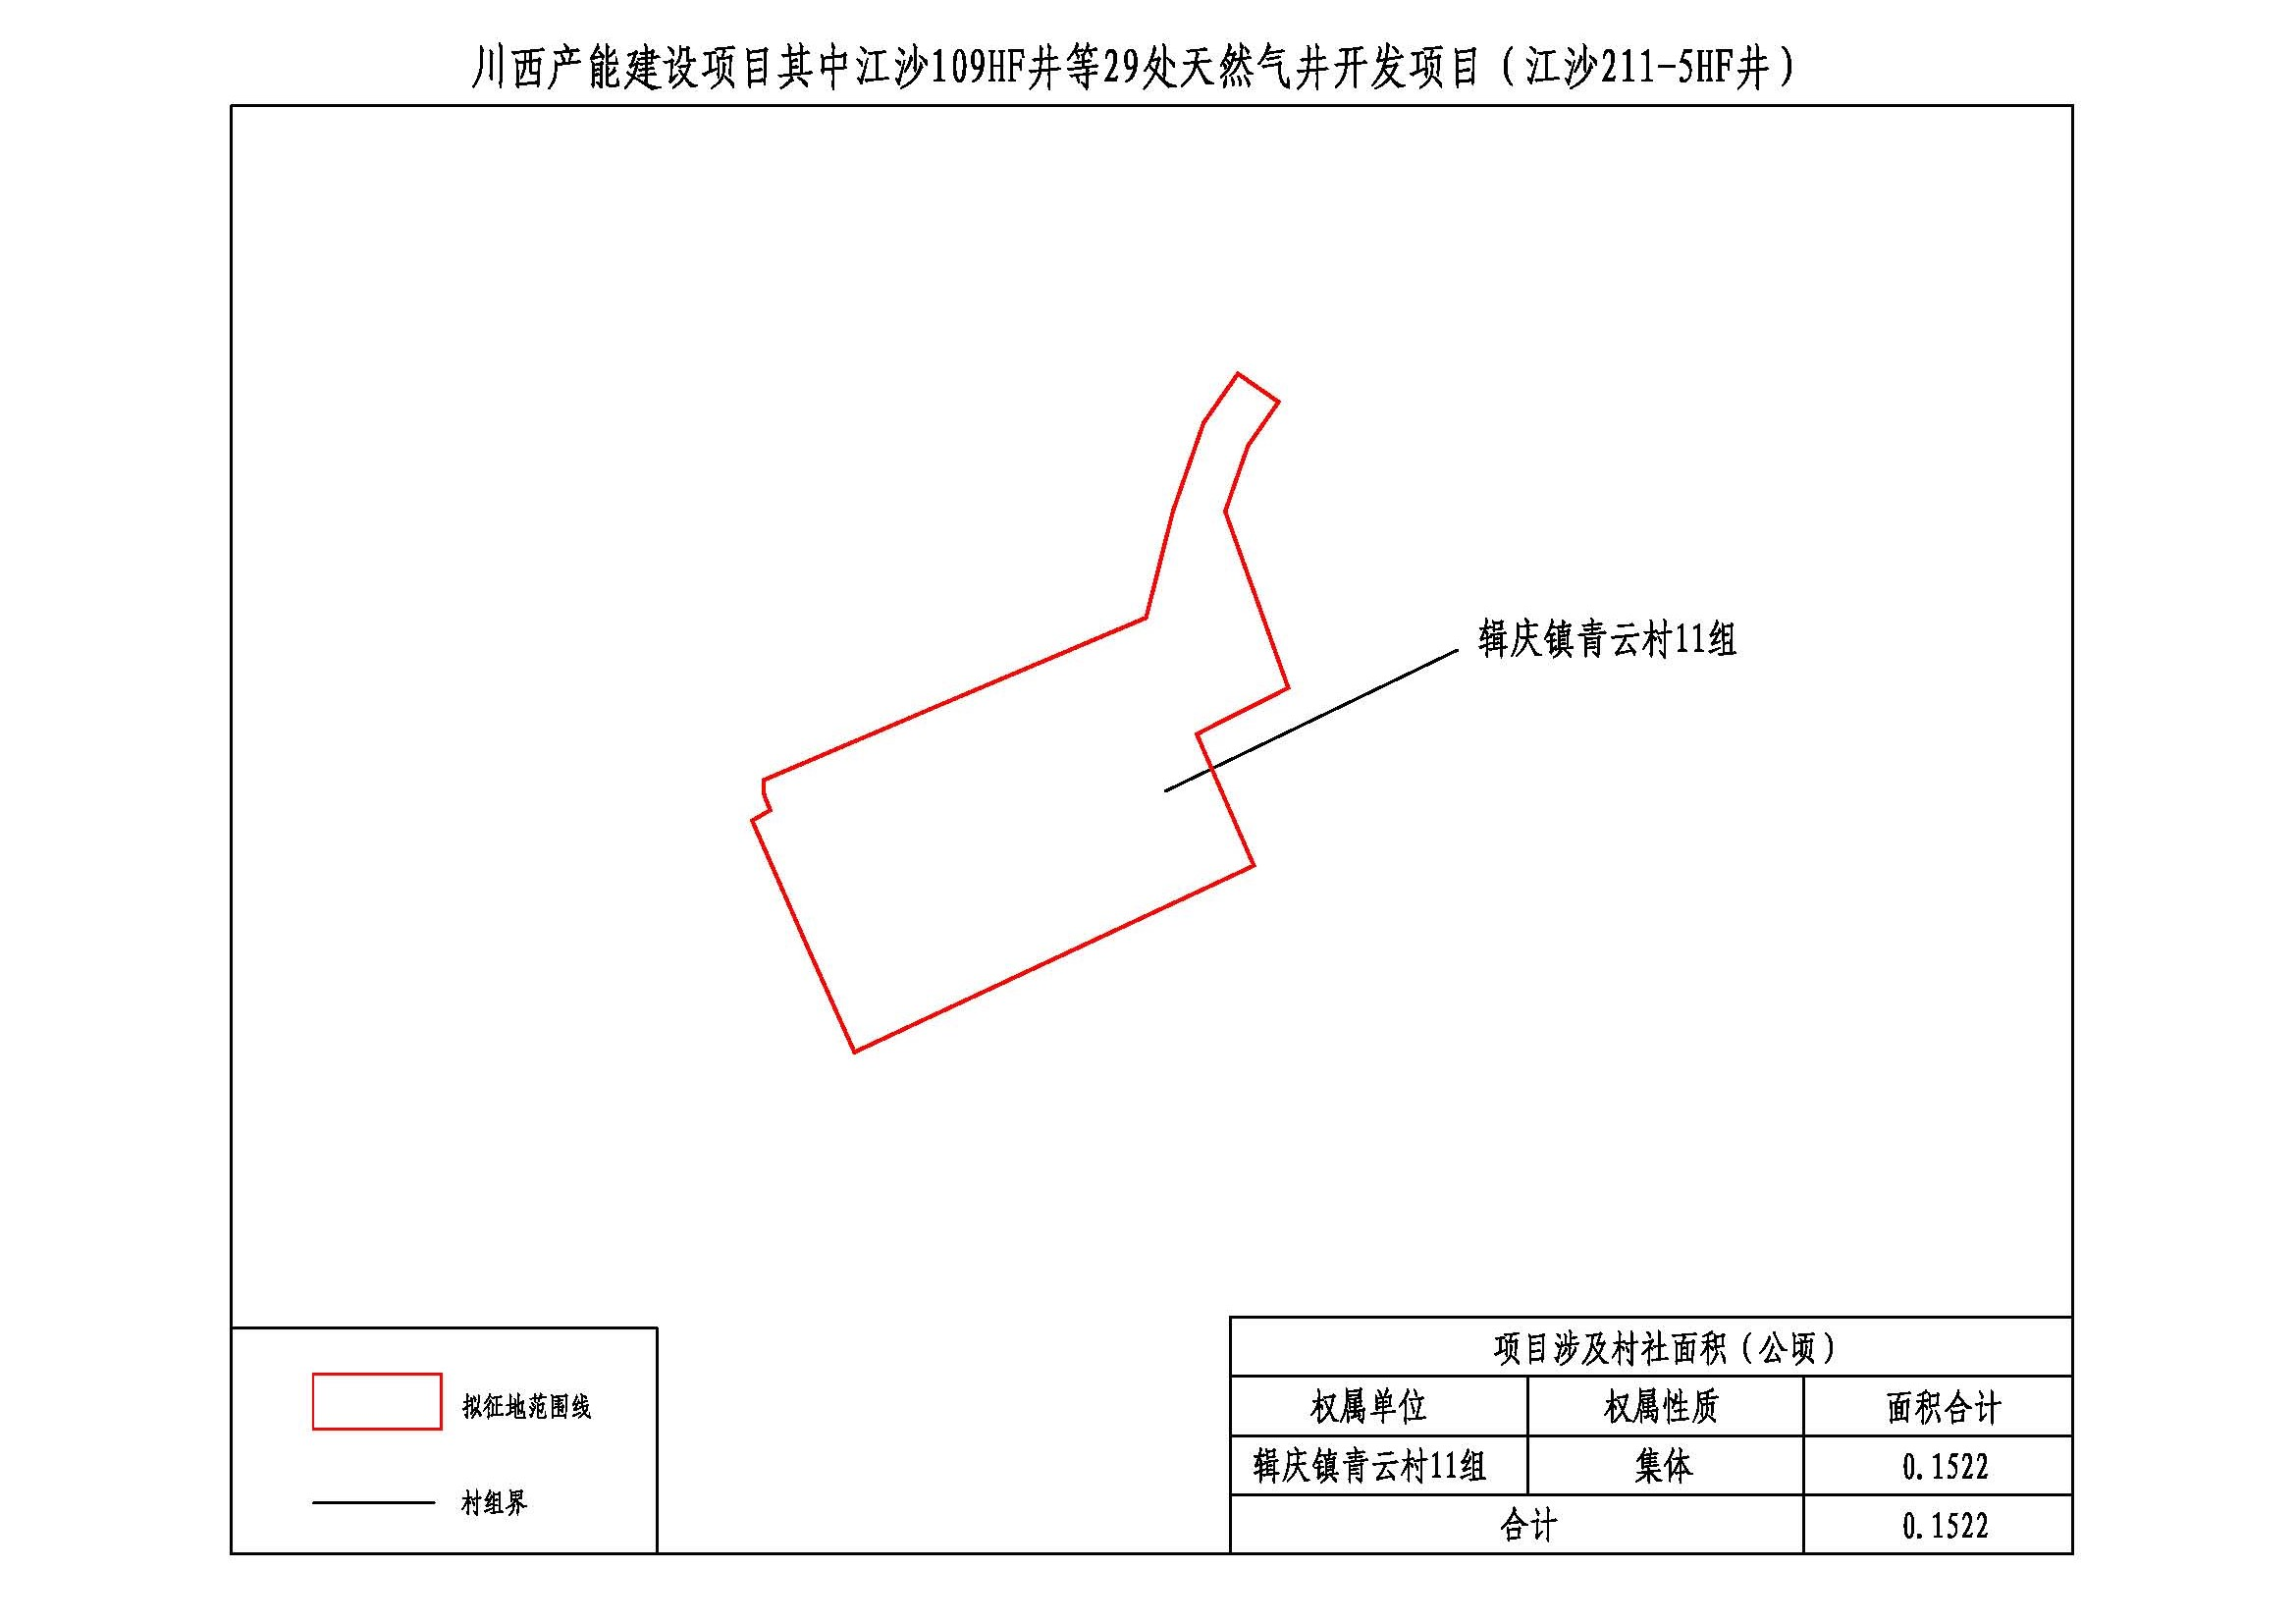 川西产能建设项目其中江沙109HF井等29处天然气井开发项目（江沙211-5HF井）
辑庆镇青云村11组
拟征地范围线
村组界
项目涉及村社面积（公顷）
权属单位 权属性质 面积合计
辑庆镇青云村11组 集体 0.1522
合计 0.1522